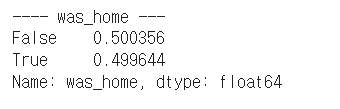 ---- was_home ---
False    0.500356
True     0.499644
Name: was_home, dtype: float64